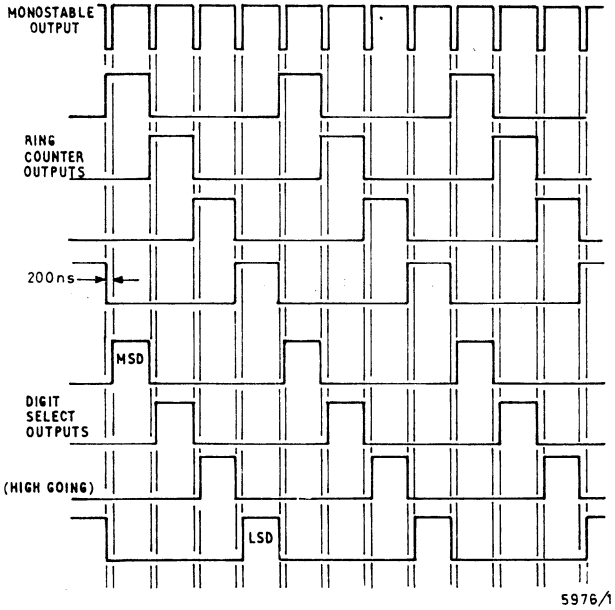 MONOSTABLE
OUTPUT
RING
COUNTER
OUTPUTS
200ns
MSD
DIGIT
SELECT
OUTPUTS
(HIGH GOING)
LSD
5976/1